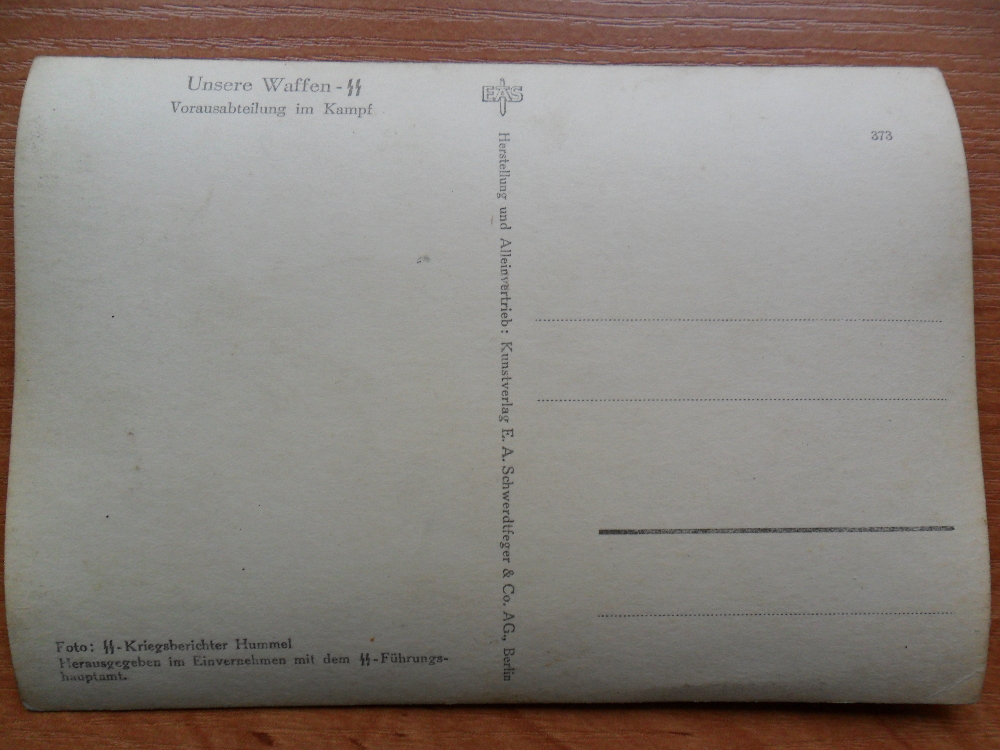 Unsere Waffen-ᛋᛋ
Vorausabteilung im Kampf
EAS
373
Herstellung und Alleinvertrieb: Kunstverlag E. A. Schwerdtfeger & Co. AG., Berlin
Foto: ᛋᛋ-Kriegsberichter Hummel
Herausgegeben im Einvernehmen mit dem ᛋᛋ-Führungs-
hauptamt.